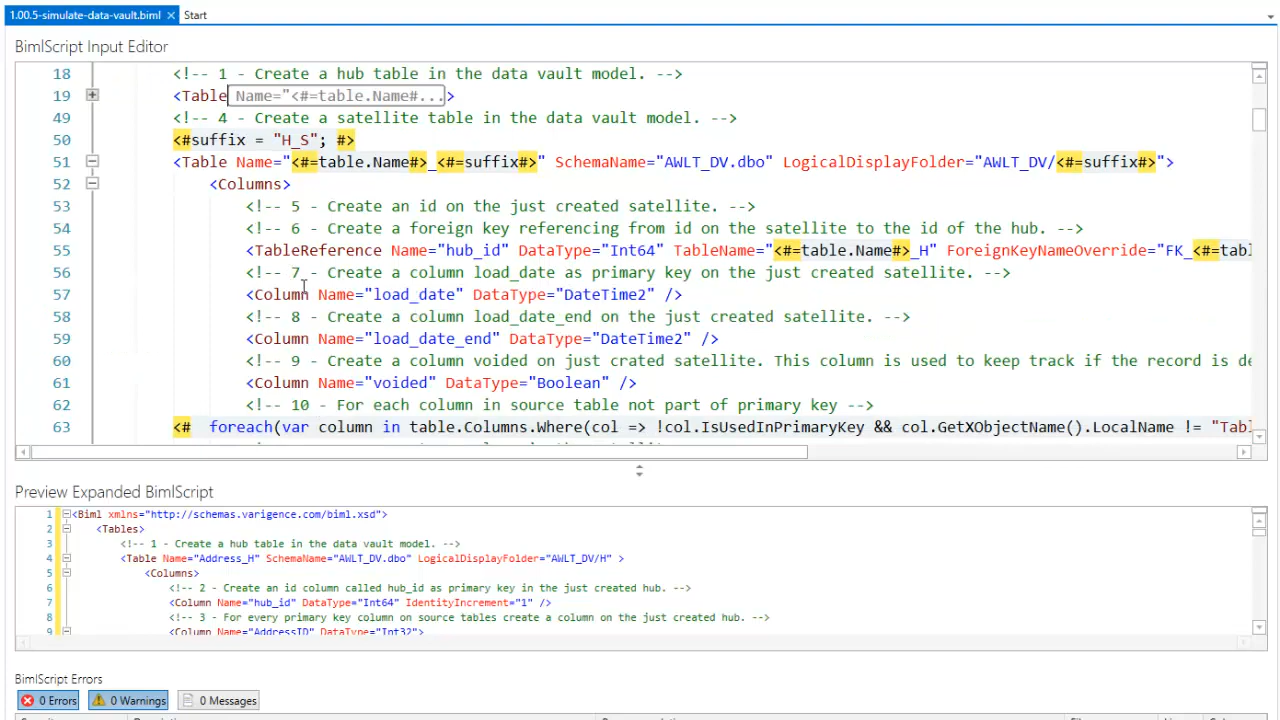 1.00.5-simulate-data-vault.biml × Start
BimlScript Input Editor
18 <!-- 1 - Create a hub table in the data vault model. -->
19 <Table Name="<#=table.Name#...>
49 <!-- 4 - Create a satellite table in the data vault model. -->
50 <#suffix = "H_S"; #>
51 <Table Name="<#=table.Name#>_<#=suffix#>" SchemaName="AWLT_DV.dbo" LogicalDisplayFolder="AWLT_DV/<#=suffix#>">
52 <Columns>
53 <!-- 5 - Create an id on the just created satellite. -->
54 <!-- 6 - Create a foreign key referencing from id on the satellite to the id of the hub. -->
55 <TableReference Name="hub_id" DataType="Int64" TableName="<#=table.Name#>_H" ForeignKeyNameOverride="FK_<#=tabl
56 <!-- 7 - Create a column load_date as primary key on the just created satellite. -->
57 <Column Name="load_date" DataType="DateTime2" />
58 <!-- 8 - Create a column load_date_end on the just created satellite. -->
59 <Column Name="load_date_end" DataType="DateTime2" />
60 <!-- 9 - Create a column voided on just crated satellite. This column is used to keep track if the record is de
61 <Column Name="voided" DataType="Boolean" />
62 <!-- 10 - For each column in source table not part of primary key -->
63 <# foreach(var column in table.Columns.Where(col => !col.IsUsedInPrimaryKey && col.GetXObjectName().LocalName != "Tabl
Preview Expanded BimlScript
1 <Biml xmlns="http://schemas.varigence.com/biml.xsd">
2 <Tables>
3 <!-- 1 - Create a hub table in the data vault model. -->
4 <Table Name="Address_H" SchemaName="AWLT_DV.dbo" LogicalDisplayFolder="AWLT_DV/H" >
5 <Columns>
6 <!-- 2 - Create an id column called hub_id as primary key in the just created hub. -->
7 <Column Name="hub_id" DataType="Int64" IdentityIncrement="1" />
8 <!-- 3 - For every primary key column on source tables create a column on the just created hub. -->
9 <Column Name="AddressID" DataType="Int32">
BimlScript Errors
0 Errors 0 Warnings 0 Messages